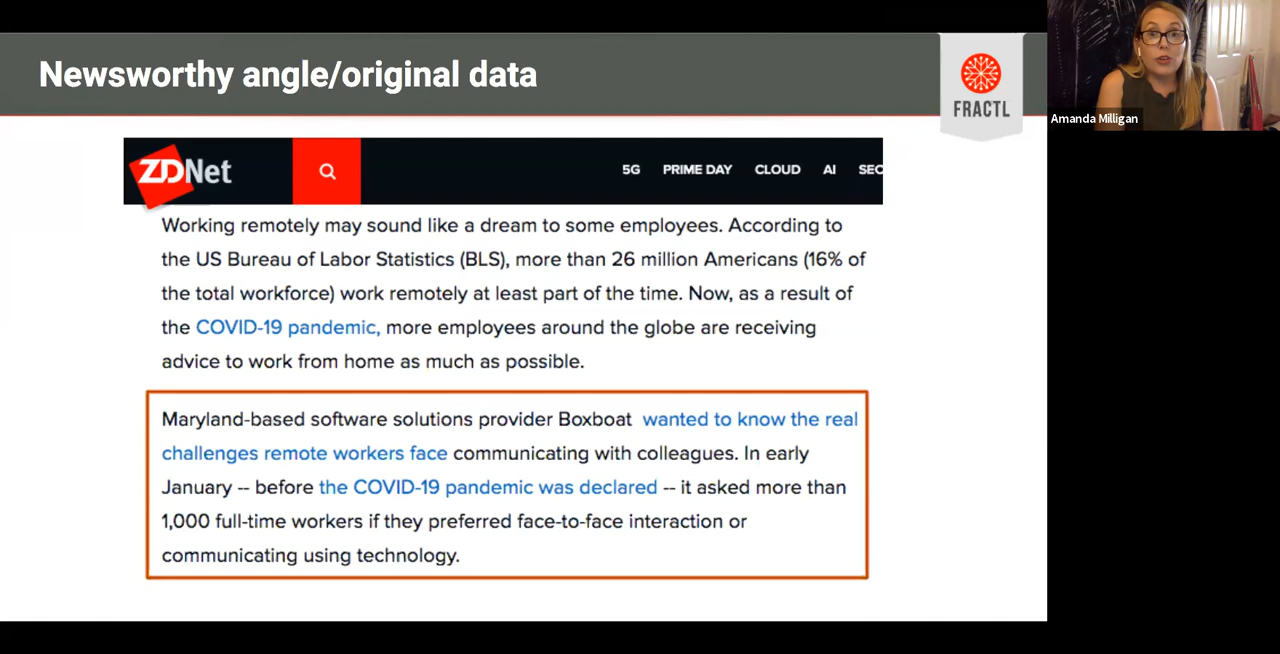 Newsworthy angle/original data
FRACTL
Amanda Milligan
ZDNet
5G PRIME DAY CLOUD AI SEC
Working remotely may sound like a dream to some employees. According to
the US Bureau of Labor Statistics (BLS), more than 26 million Americans (16% of
the total workforce) work remotely at least part of the time. Now, as a result of
the COVID-19 pandemic, more employees around the globe are receiving
advice to work from home as much as possible.
Maryland-based software solutions provider Boxboat wanted to know the real
challenges remote workers face communicating with colleagues. In early
January -- before the COVID-19 pandemic was declared -- it asked more than
1,000 full-time workers if they preferred face-to-face interaction or
communicating using technology.